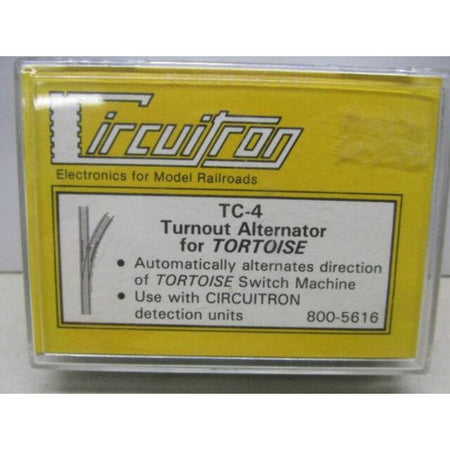 Circuitron
Electronics for Model Railroads
TC-4
Turnout Alternator
for TORTOISE
• Automatically alternates direction
of TORTOISE Switch Machine
• Use with CIRCUITRON
detection units 800-5616